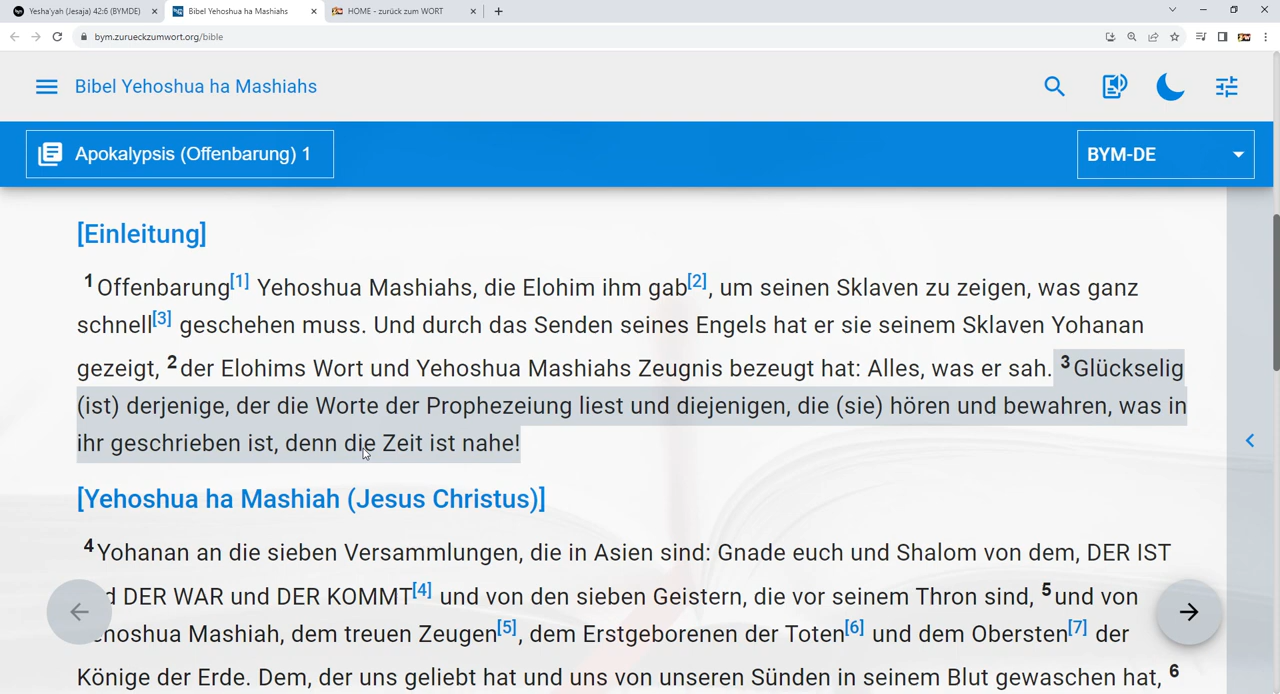 Yesha'yah (Jesaja) 42:6 (BYMDE)
Bibel Yehoshua ha Mashiahs
HOME - zurück zum WORT
bym.zurueckzumwort.org/bible
Bibel Yehoshua ha Mashiahs
Apokalypsis (Offenbarung) 1
BYM-DE
[Einleitung]
1 Offenbarung[1] Yehoshua Mashiahs, die Elohim ihm gab[2], um seinen Sklaven zu zeigen, was ganz
schnell[3] geschehen muss. Und durch das Senden seines Engels hat er sie seinem Sklaven Yohanan
gezeigt, 2 der Elohims Wort und Yehoshua Mashiahs Zeugnis bezeugt hat: Alles, was er sah. 3 Glückselig
(ist) derjenige, der die Worte der Prophezeiung liest und diejenigen, die (sie) hören und bewahren, was in
ihr geschrieben ist, denn die Zeit ist nahe!
[Yehoshua ha Mashiah (Jesus Christus)]
4 Yohanan an die sieben Versammlungen, die in Asien sind: Gnade euch und Shalom von dem, DER IST
d DER WAR und DER KOMMT[4] und von den sieben Geistern, die vor seinem Thron sind, 5 und von
hoshua Mashiah, dem treuen Zeugen[5], dem Erstgeborenen der Toten[6] und dem Obersten[7] der
Könige der Erde. Dem, der uns geliebt hat und uns von unseren Sünden in seinem Blut gewaschen hat, 6